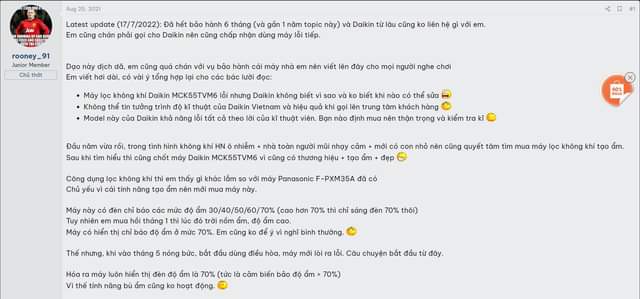 Aug 20, 2021
#1
rooney_91
Junior Member
Chủ thớt
Latest update (17/7/2022): Đã hết bảo hành 6 tháng (và gần 1 năm topic này) và Daikin từ lâu cũng ko liên hệ gì với em.
Em cũng chán phải gọi cho Daikin nên cũng chấp nhận dùng máy lỗi tiếp.
Dạo này dịch dã, em cũng quá chán với vụ bảo hành cái máy nhà em nên viết lên đây cho mọi người nghe chơi
Em viết hơi dài, có vài ý tổng hợp lại cho các bác lười đọc:
• Máy lọc không khí Daikin MCK55TVM6 lỗi nhưng Daikin không biết vì sao và ko biết khi nào có thể sửa
• Không thể tin tưởng trình độ kĩ thuật của Daikin Vietnam và hiệu quả khi gọi lên trung tâm khách hàng
• Model này của Daikin khả năng lỗi tất cả theo lời của kĩ thuật viên. Bạn nào định mua nên thận trọng và kiểm tra kĩ
Đầu năm vừa rồi, trong tình hình không khí HN ô nhiễm + nhà toàn người mũi nhạy cảm + mới có con nhỏ nên cũng quyết tâm tìm mua máy lọc không khí tạo ẩm.
Sau khi tìm hiểu thì cũng chốt máy Daikin MCK55TVM6 vì cũng có thương hiệu + tạo ẩm + đẹp
Công dụng lọc không khí thì em thấy gì khác lắm so với máy Panasonic F-PXM35A đã có
Chủ yếu vì cái tính năng tạo ẩm nên mới mua máy này.
Máy này có đèn chỉ báo các mức độ ẩm 30/40/50/60/70% (cao hơn 70% thì chỉ sáng đèn 70% thôi)
Tuy nhiên em mua hồi tháng 1 thì lúc đó trời nồm ẩm, độ ẩm cao.
Máy có hiển thị chỉ báo độ ẩm ở mức 70%. Em cũng ko để ý vì nghĩ bình thường.
Thế nhưng, khi vào tháng 5 nóng bức, bắt đầu dùng điều hòa, máy mới lòi ra lỗi. Câu chuyện bắt đầu từ đây.
Hóa ra máy luôn hiển thị đèn độ ẩm là 70% (tức là cảm biến báo độ ẩm > 70%)
Vì thế tính năng bù ẩm cũng ko hoạt động.